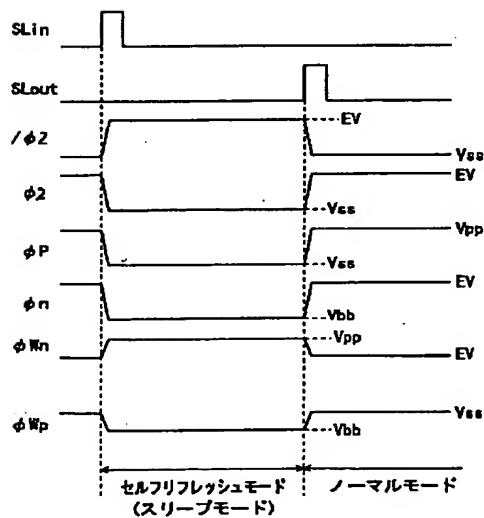 SLin
SLout
EV
/φ2
Vss
EV
φ2
Vss
Vpp
φP
Vss
EV
φn
Vbb
Vpp
φWn
EV
Vss
φWp
Vbb
セルフリフレッシュモード
(スリープモード)
ノーマルモード